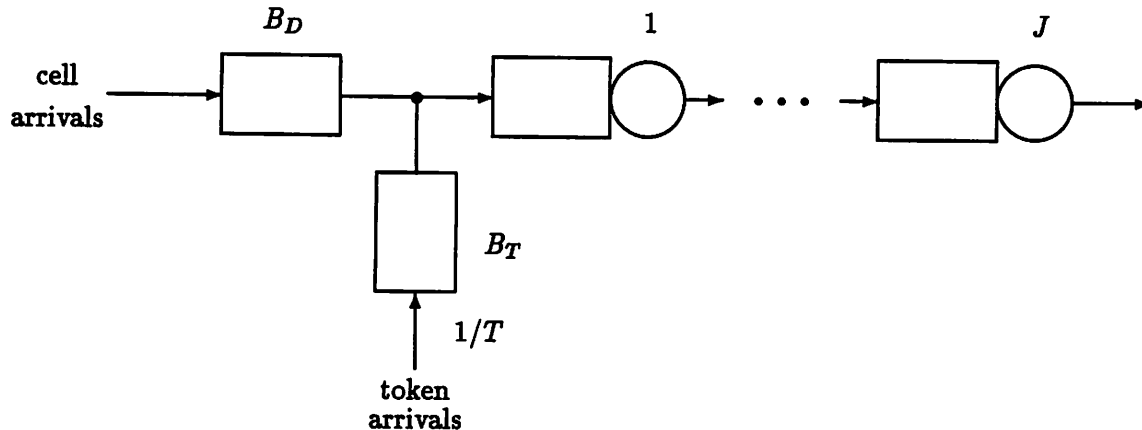 B_D
1
J
cell
arrivals
B_T
1/T
token
arrivals